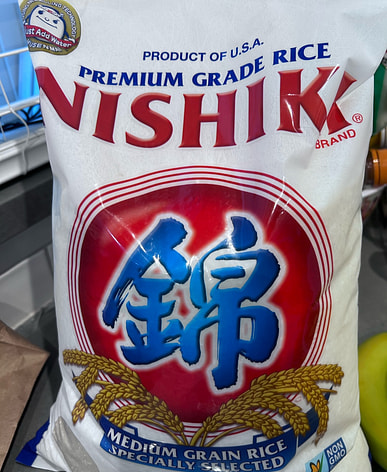 Just Add Water
PRODUCT OF U.S.A.
PREMIUM GRADE RICE
NISHIKI®
BRAND
錦
MEDIUM GRAIN RICE
SPECIALLY SELECTED
NON
GMO